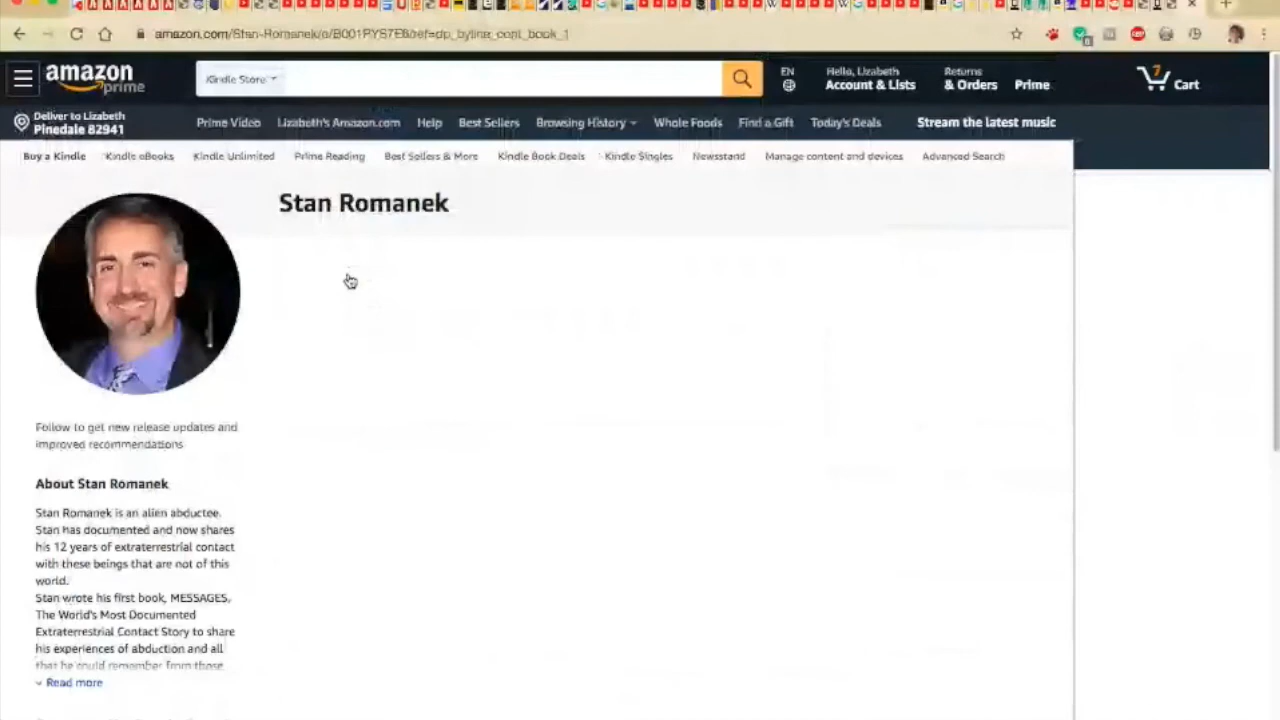 amazon.com/Stan-Romanek/e/B001PYS7E8/ref=dp_byline_cont_book_1
amazon
prime
Kindle Store
EN
Hello, Lizabeth
Account & Lists
Returns
& Orders
Prime
7
Cart
Deliver to Lizabeth
Pinedale 82941
Prime Video
Lizabeth's Amazon.com
Help
Best Sellers
Browsing History
Whole Foods
Find a Gift
Today's Deals
Stream the latest music
Buy a Kindle
Kindle eBooks
Kindle Unlimited
Prime Reading
Best Sellers & More
Kindle Book Deals
Kindle Singles
Newsstand
Manage content and devices
Advanced Search
Stan Romanek
Follow to get new release updates and
improved recommendations
About Stan Romanek
Stan Romanek is an alien abductee.
Stan has documented and now shares
his 12 years of extraterrestrial contact
with these beings that are not of this
world.
Stan wrote his first book, MESSAGES,
The World's Most Documented
Extraterrestrial Contact Story to share
his experiences of abduction and all
that he could remember from those
Read more